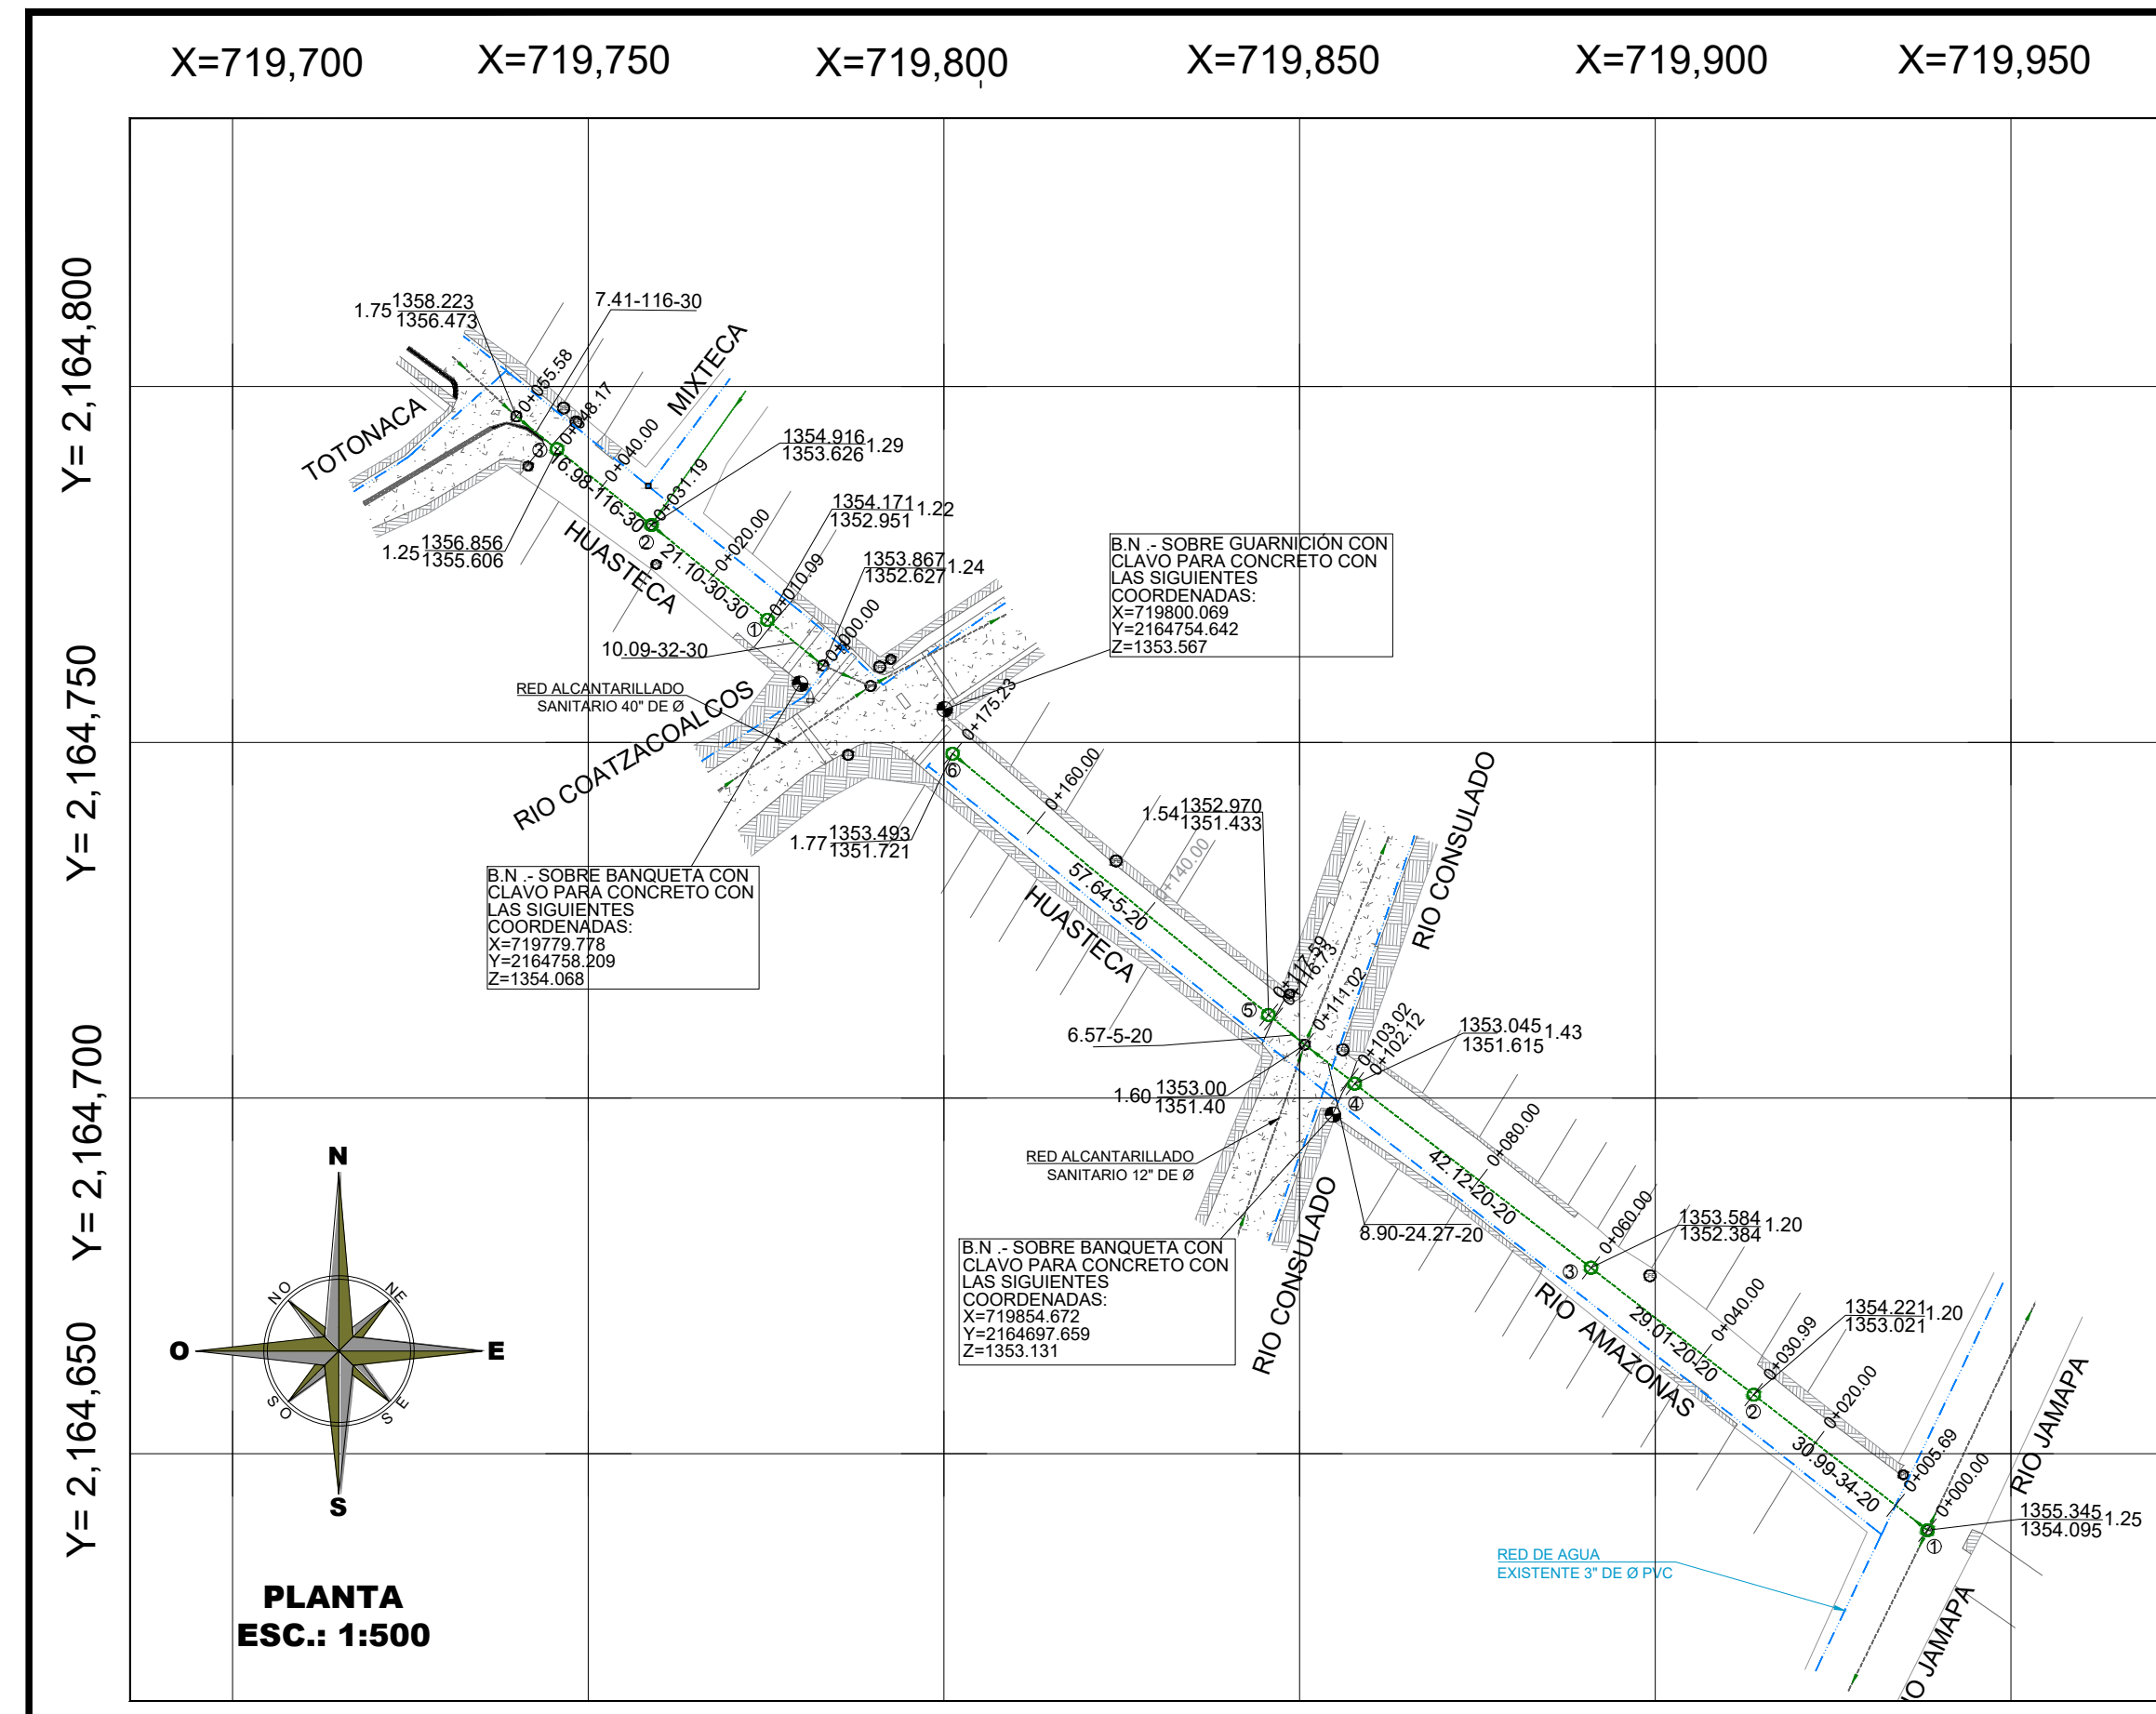 X=719,700
X=719,750
X=719,800
X=719,850
X=719,900
X=719,950
Y= 2,164,800
Y= 2,164,750
Y= 2,164,700
Y= 2,164,650
1.75
1358.223
1356.473
7.41-116-30
0+055.58
0+048.17
0+040.00
MIXTECA
TOTONACA
3
16.98-116-30
0+031.19
1354.916
1353.626
1.29
2
1.25
1356.856
1355.606
HUASTECA
21.10-30-30
0+020.00
1354.171
1352.951
1.22
0+010.09
1
1353.867
1352.627
1.24
0+000.00
10.09-32-30
RED ALCANTARILLADO
SANITARIO 40" DE Ø
RIO COATZACOALCOS
B.N .- SOBRE GUARNICIÓN CON
CLAVO PARA CONCRETO CON
LAS SIGUIENTES
COORDENADAS:
X=719800.069
Y=2164754.642
Z=1353.567
0+175.23
6
0+160.00
1.77
1353.493
1351.721
1.54
1352.970
1351.433
0+140.00
57.64-5-20
HUASTECA
B.N .- SOBRE BANQUETA CON
CLAVO PARA CONCRETO CON
LAS SIGUIENTES
COORDENADAS:
X=719779.778
Y=2164758.209
Z=1354.068
RIO CONSULADO
0+117.59
0+116.73
0+111.02
5
6.57-5-20
0+103.02
0+102.12
1353.045
1351.615
1.43
1.60
1353.00
1351.40
4
RED ALCANTARILLADO
SANITARIO 12" DE Ø
0+080.00
42.12-20-20
8.90-24.27-20
RIO CONSULADO
B.N .- SOBRE BANQUETA CON
CLAVO PARA CONCRETO CON
LAS SIGUIENTES
COORDENADAS:
X=719854.672
Y=2164697.659
Z=1353.131
0+060.00
1353.584
1352.384
1.20
3
RIO AMAZONAS
29.01-20-20
0+040.00
1354.221
1353.021
1.20
0+030.99
2
0+020.00
30.99-34-20
0+005.69
0+000.00
RIO JAMAPA
1355.345
1354.095
1.25
1
RED DE AGUA
EXISTENTE 3" DE Ø PVC
IO JAMAPA
N
NO
NE
O
E
SO
SE
S
PLANTA
ESC.: 1:500